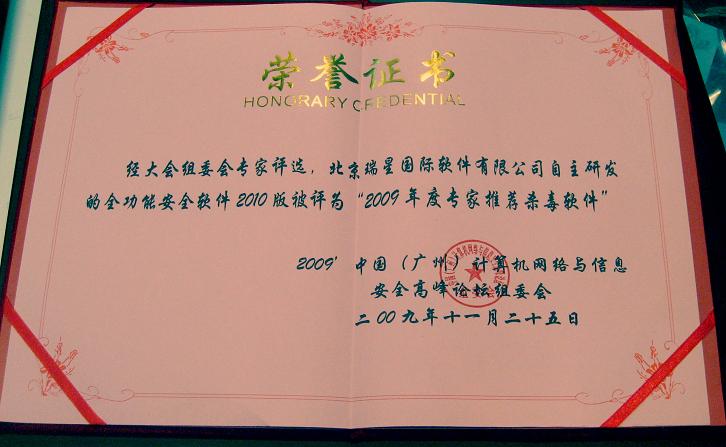 荣誉证书
HONORARY CREDENTIAL
经大会组委会专家评选，北京瑞星国际软件有限公司自主研发
的全功能安全软件2010版被评为“2009年度专家推荐杀毒软件”
2009’中国（广州）计算机网络与信息
安全高峰论坛组委会
二00九年十一月二十五日